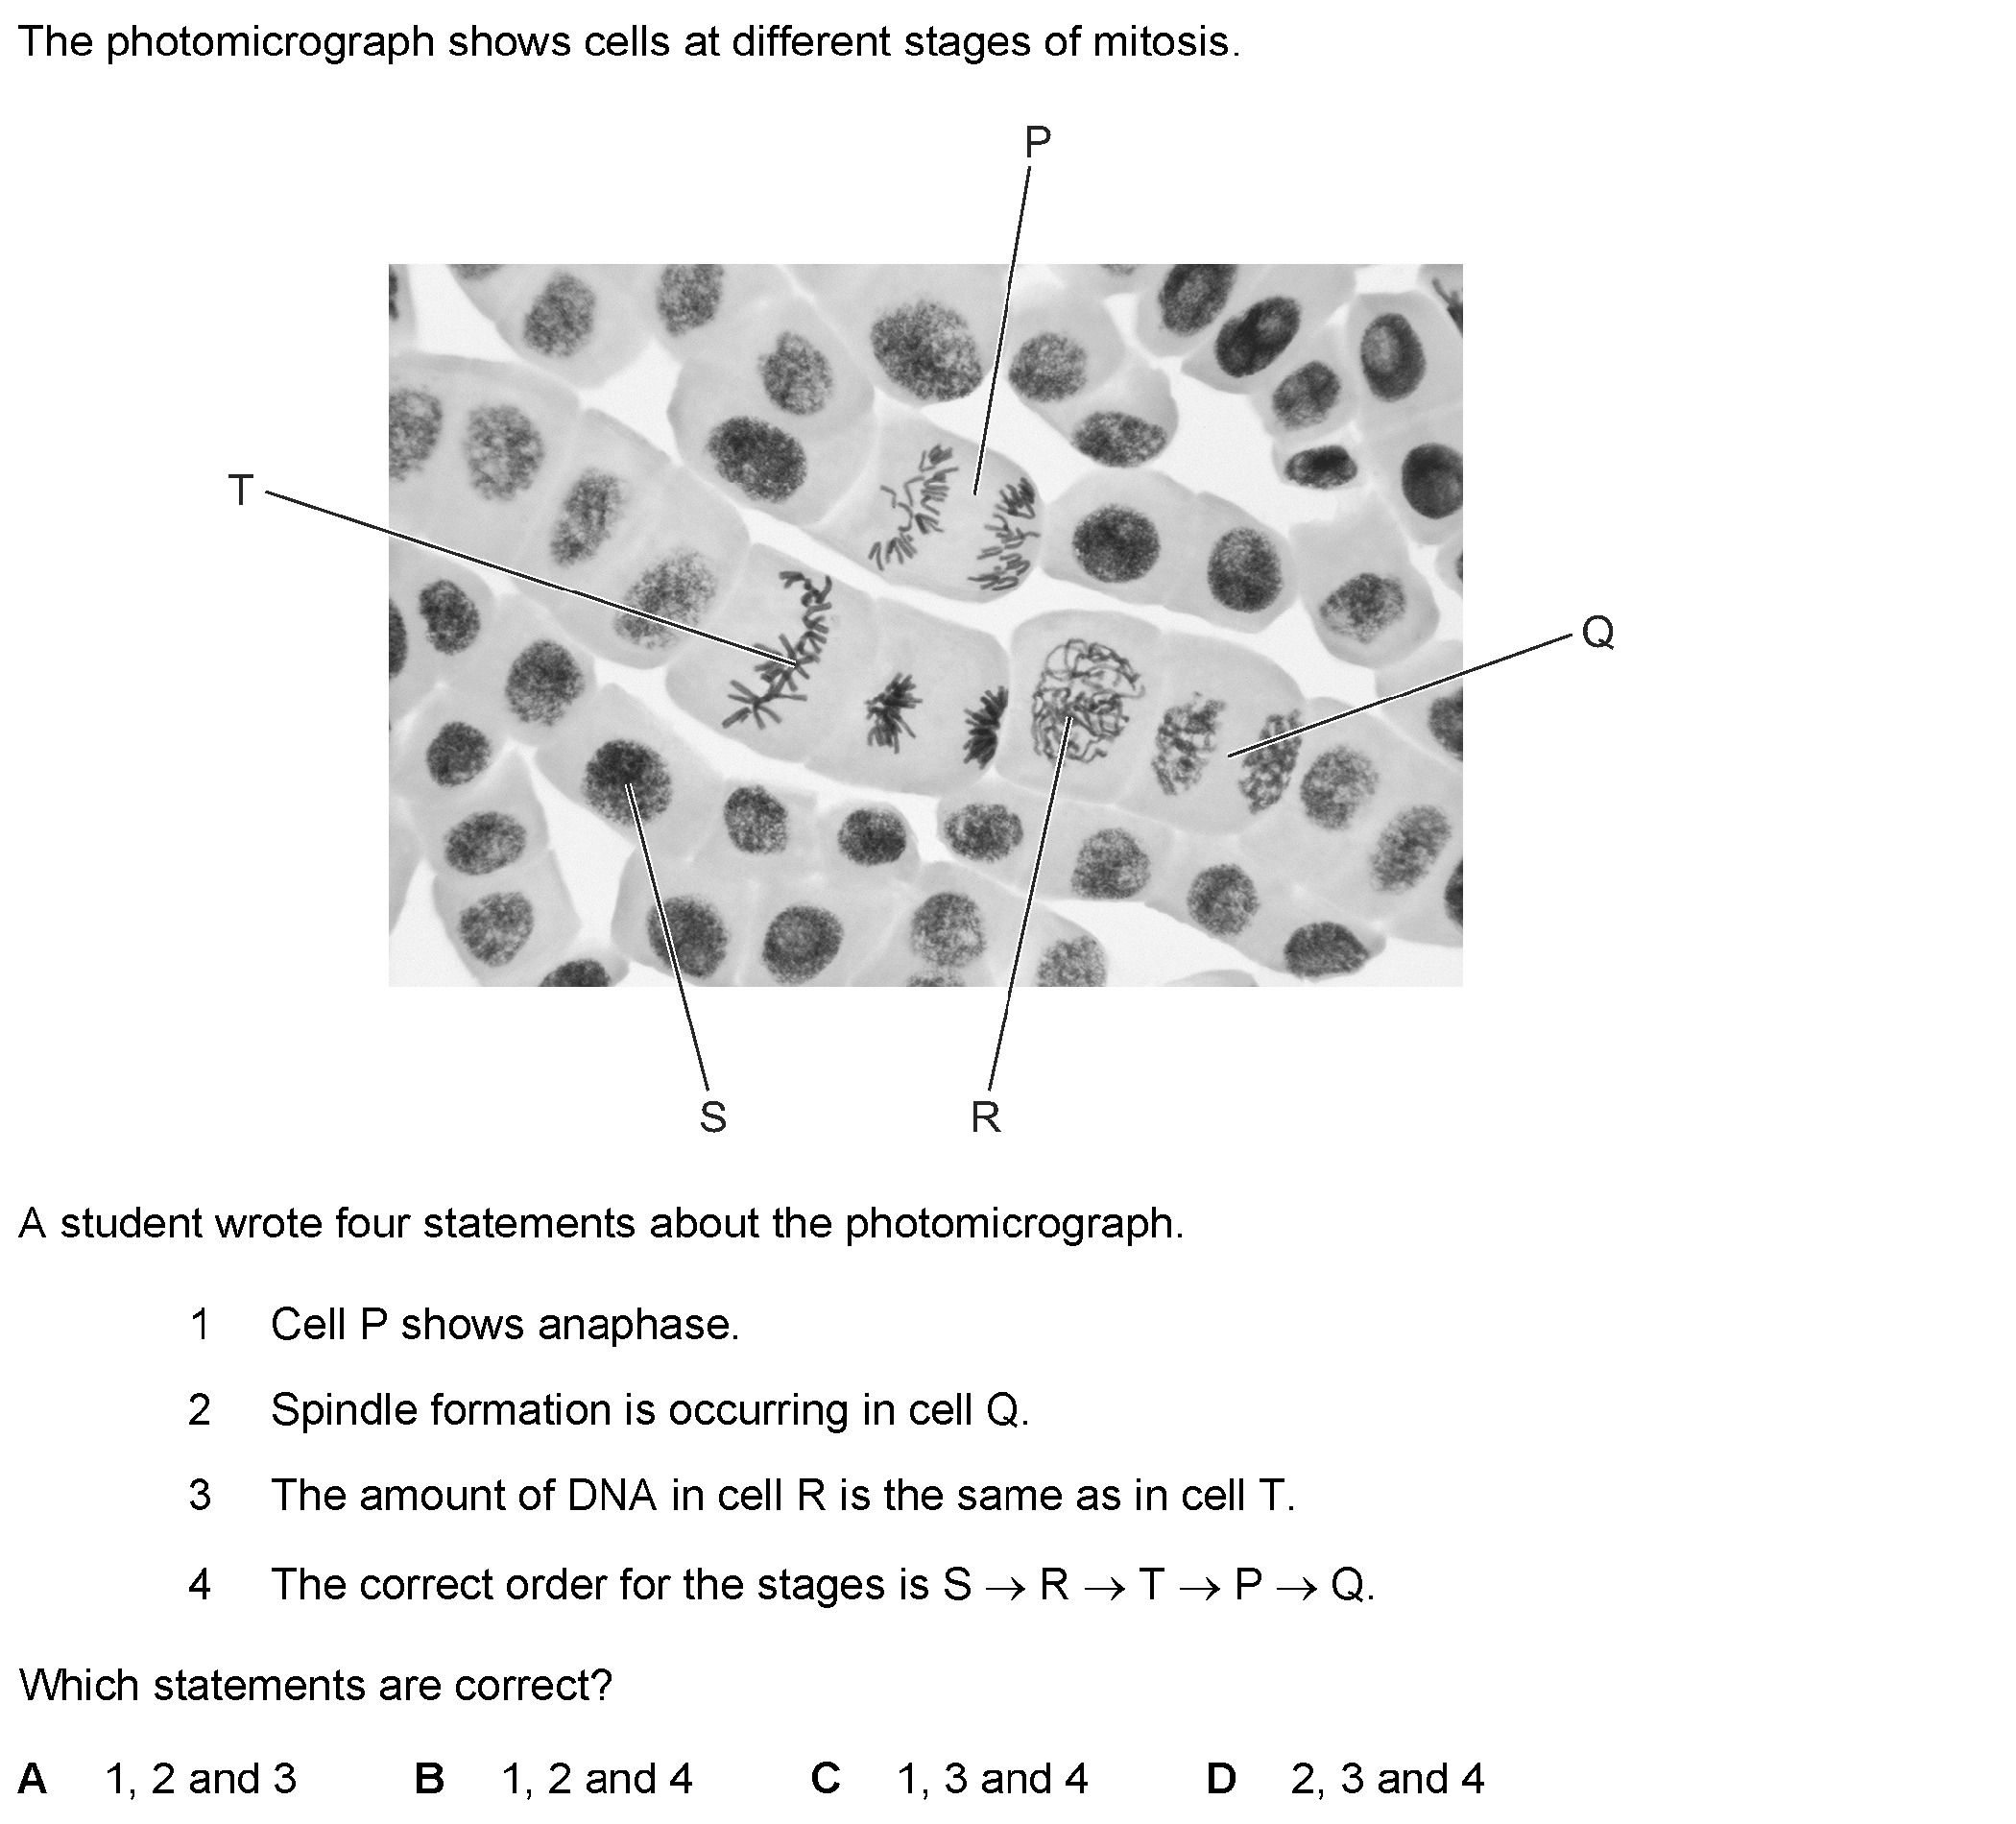 The photomicrograph shows cells at different stages of mitosis.
P
T
Q
S
R
A student wrote four statements about the photomicrograph.
1 Cell P shows anaphase.
2 Spindle formation is occurring in cell Q.
3 The amount of DNA in cell R is the same as in cell T.
4 The correct order for the stages is S → R → T → P → Q.
Which statements are correct?
A 1, 2 and 3 B 1, 2 and 4 C 1, 3 and 4 D 2, 3 and 4